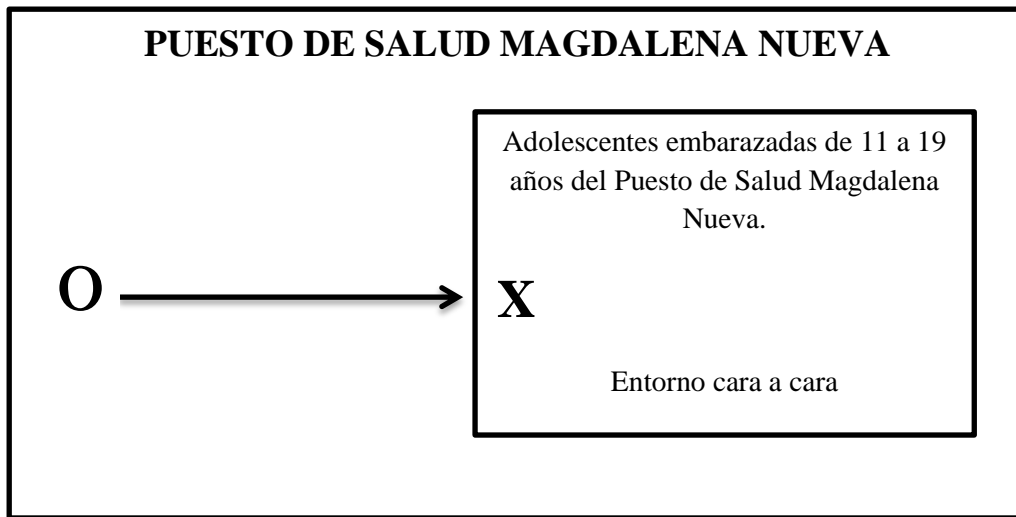 PUESTO DE SALUD MAGDALENA NUEVA
Adolescentes embarazadas de 11 a 19
años del Puesto de Salud Magdalena
Nueva.
O
X
Entorno cara a cara